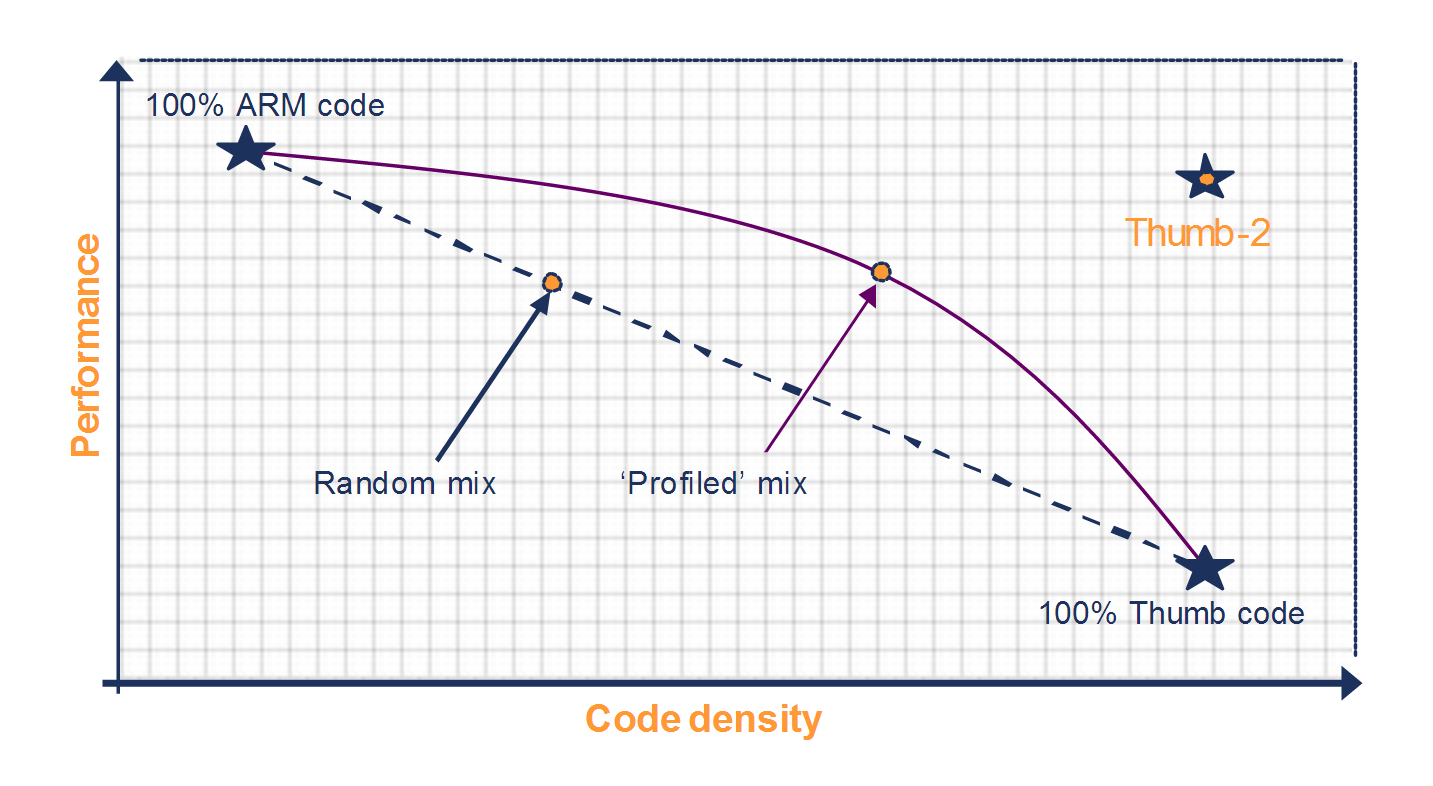 100% ARM code
Thumb-2
Performance
Random mix
‘Profiled’ mix
100% Thumb code
Code density